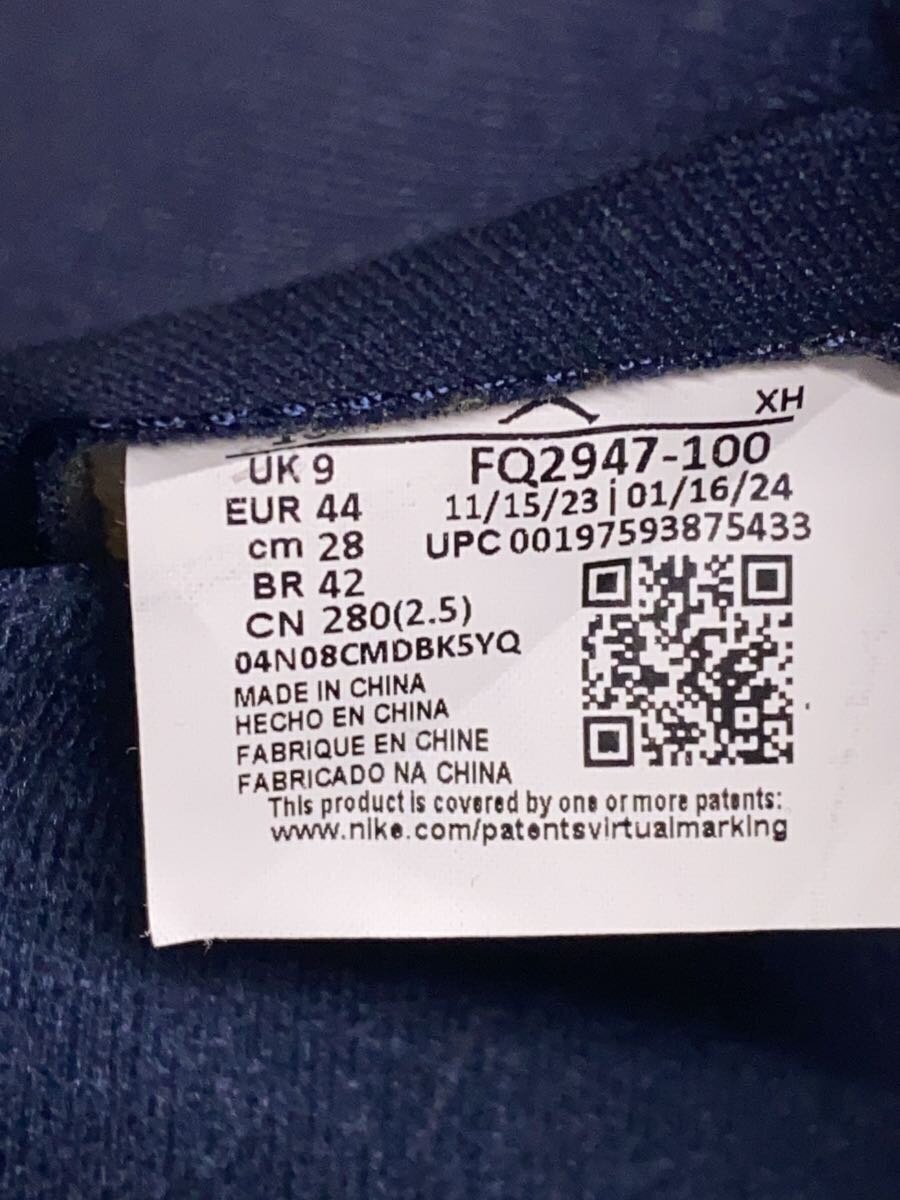 XH
UK 9
FQ2947-100
EUR 44
11/15/23 | 01/16/24
cm 28
UPC 00197593875433
BR 42
CN 280(2.5)
04N08CMDBK5YQ
MADE IN CHINA
HECHO EN CHINA
FABRIQUE EN CHINE
FABRICADO NA CHINA
This product is covered by one or more patents:
www.nike.com/patentsvirtualmarking